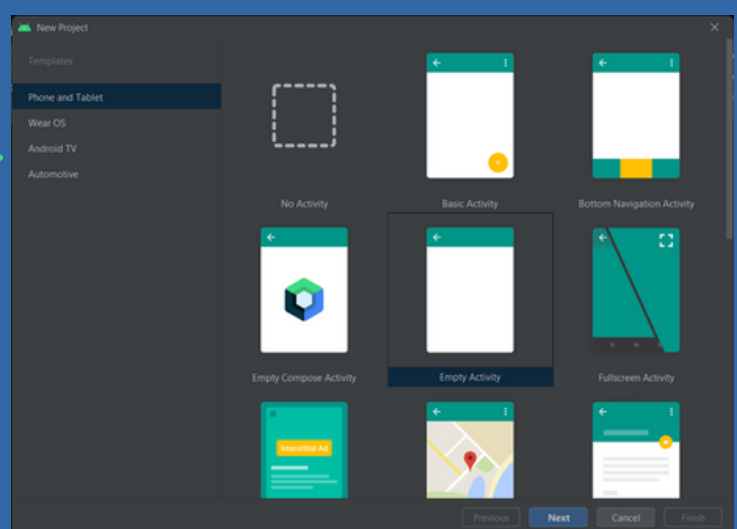 New Project
Templates
Phone and Tablet
Wear OS
Android TV
Automotive
No Activity
Basic Activity
Bottom Navigation Activity
Empty Compose Activity
Empty Activity
Fullscreen Activity
Interstitial Ad
Previous
Next
Cancel
Finish